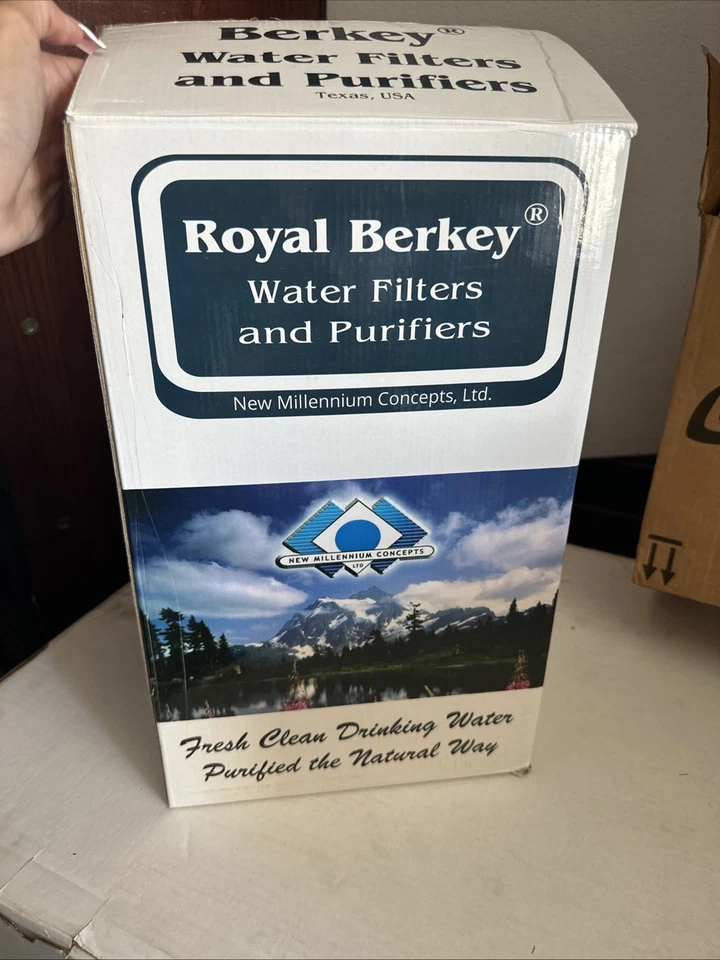 Berkey®
Water Filters
and Purifiers
Texas, USA
Royal Berkey®
Water Filters
and Purifiers
New Millennium Concepts, Ltd.
NEW MILLENNIUM CONCEPTS
LTD
Fresh Clean Drinking Water
Purified the Natural Way